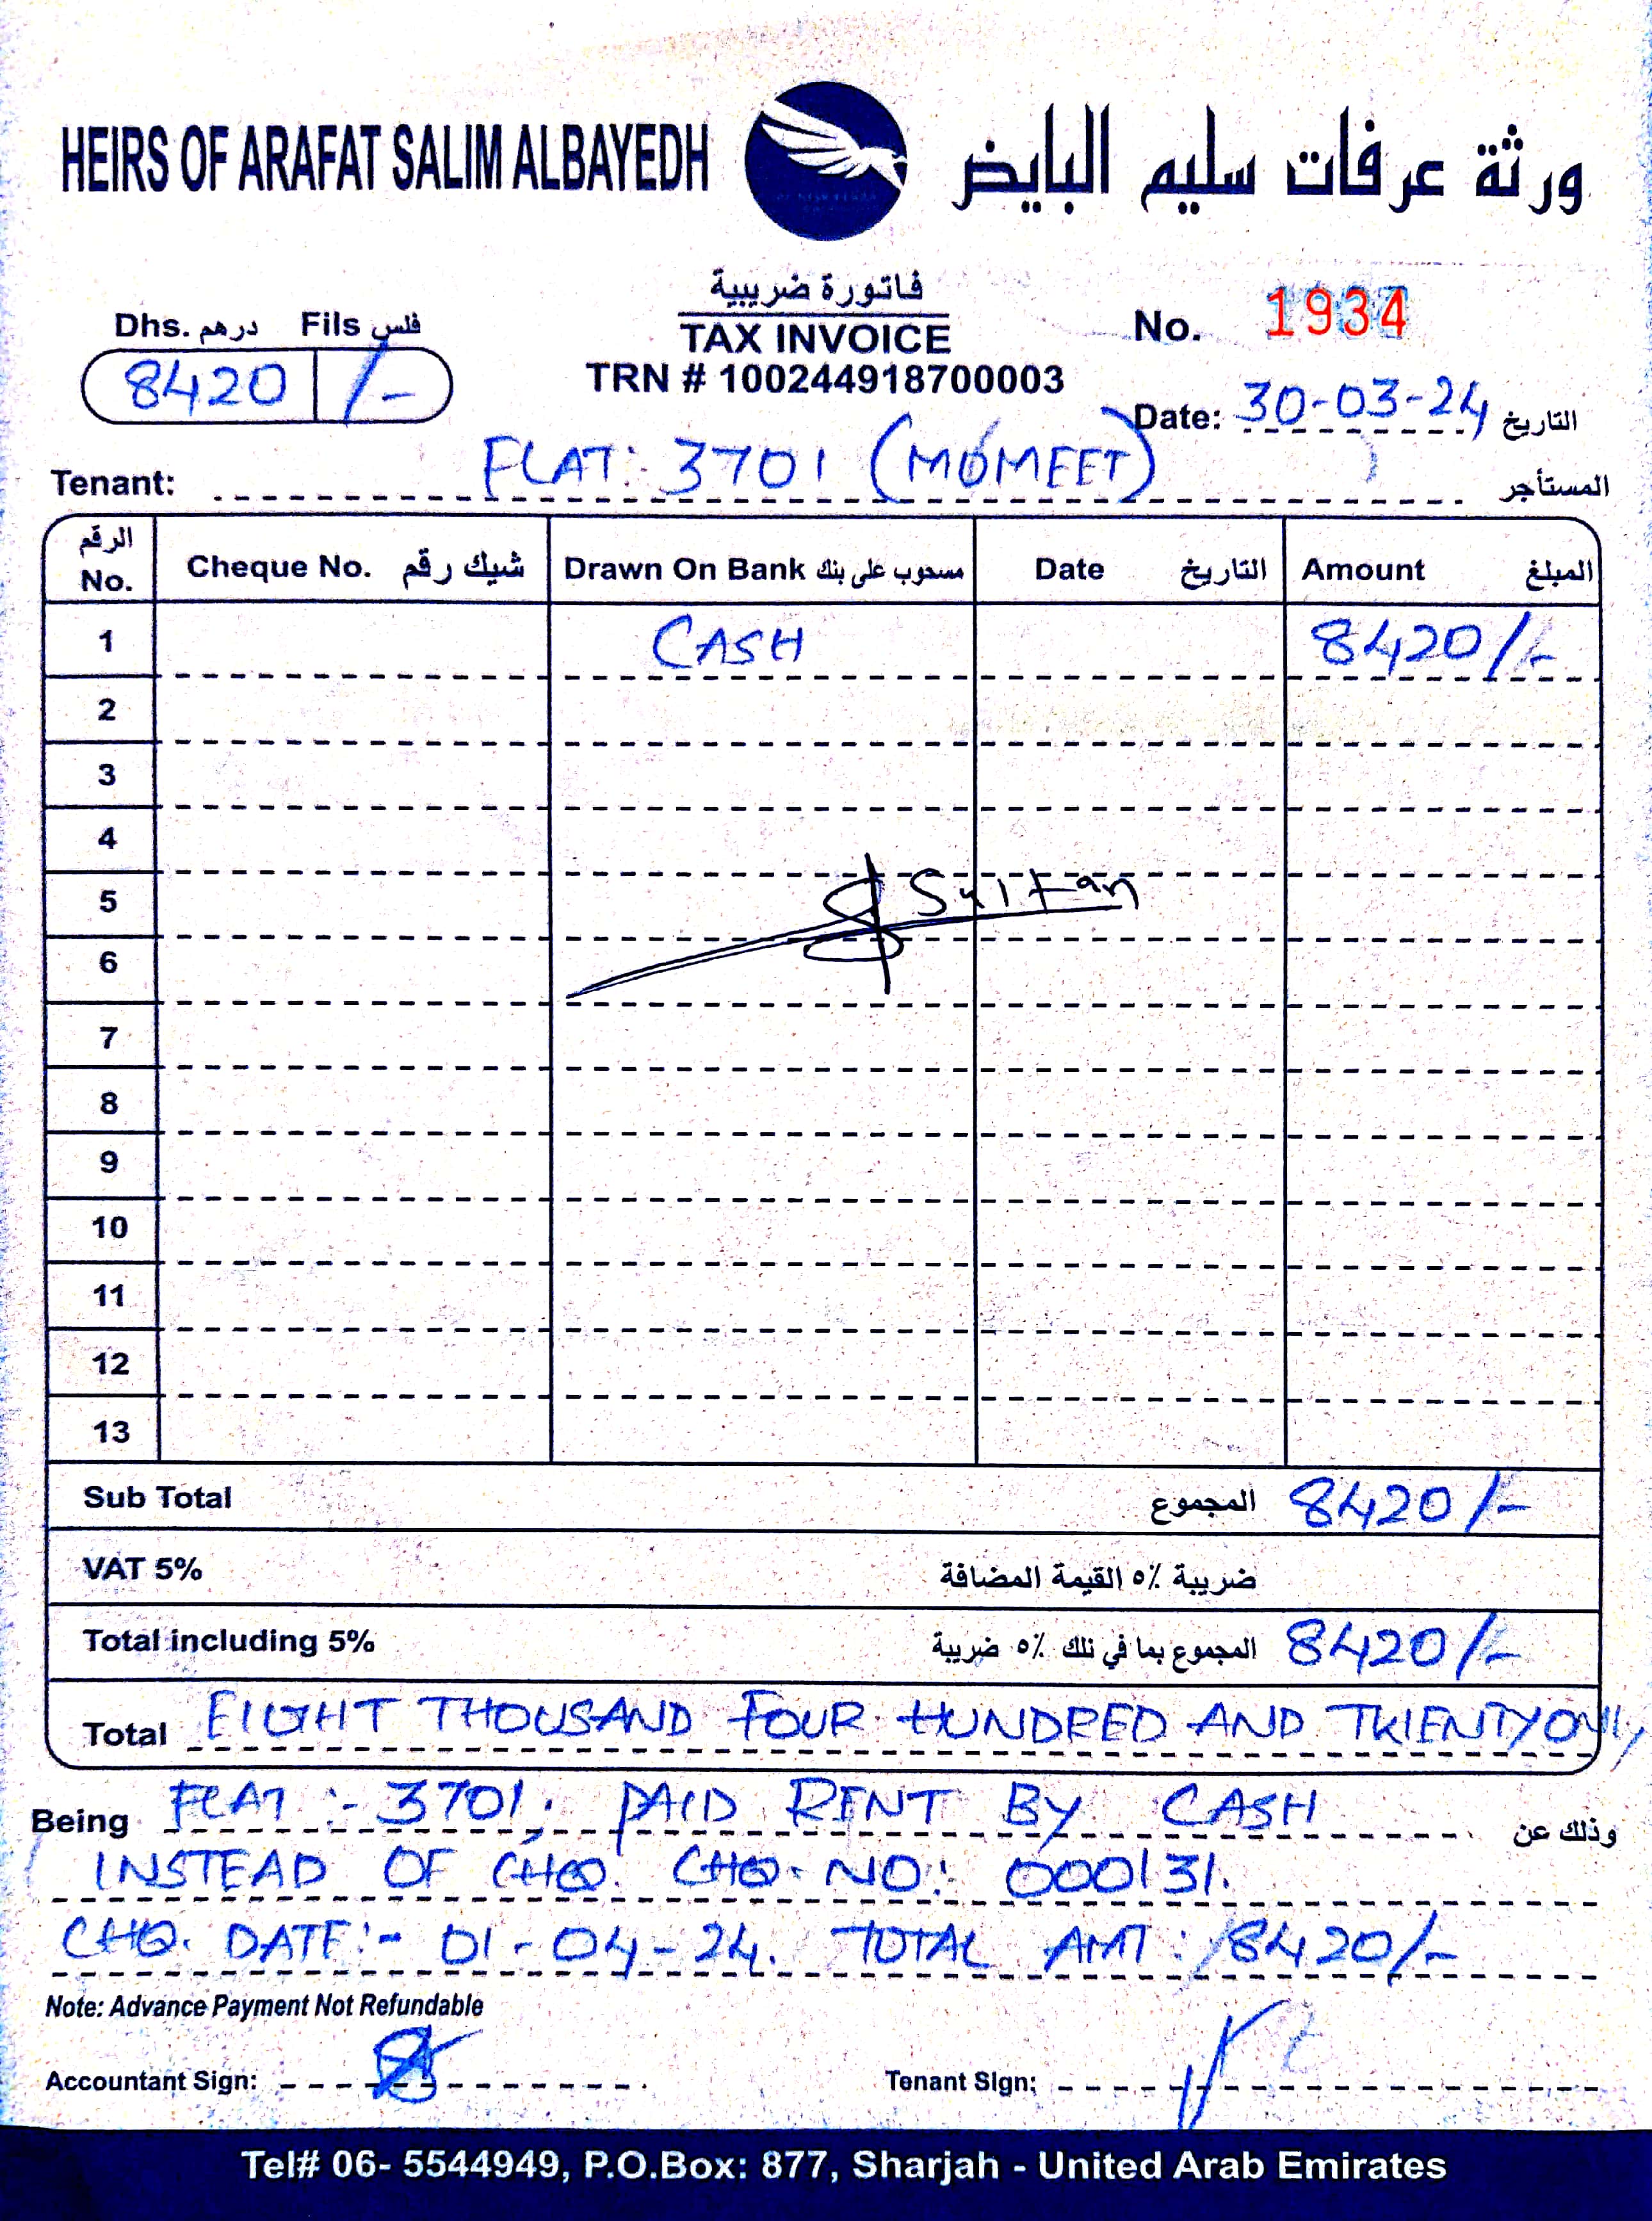 HEIRS OF ARAFAT SALIM ALBAYEDH ورثة عرفات سليم البايض
فاتورة ضريبية
Dhs. درهم Fils فلس
TAX INVOICE
No. 1934
8420 /-
TRN # 100244918700003
Date: 30-03-24 التاريخ
Tenant: FLAT: 3701 (MOMEET) المستأجر
الرقم No. Cheque No. شيك رقم Drawn On Bank مسحوب على بنك Date التاريخ Amount المبلغ
1 CASH 8420/-
2
3
4
5 Sultan
6
7
8
9
10
11
12
13
Sub Total المجموع 8420/-
VAT 5% ضريبة ٥٪ القيمة المضافة
Total including 5% المجموع بما في ذلك ٥٪ ضريبة 8420/-
Total EIGHT THOUSAND FOUR HUNDRED AND TWENTY ONLY
Being FLAT :- 3701, PAID RENT BY CASH وذلك عن
INSTEAD OF CHQ. CHQ. NO: 000131.
CHQ. DATE:- 01-04-24. TOTAL AMT: 8420/-
Note: Advance Payment Not Refundable
Accountant Sign: Tenant Sign:
Tel# 06- 5544949, P.O.Box: 877, Sharjah - United Arab Emirates